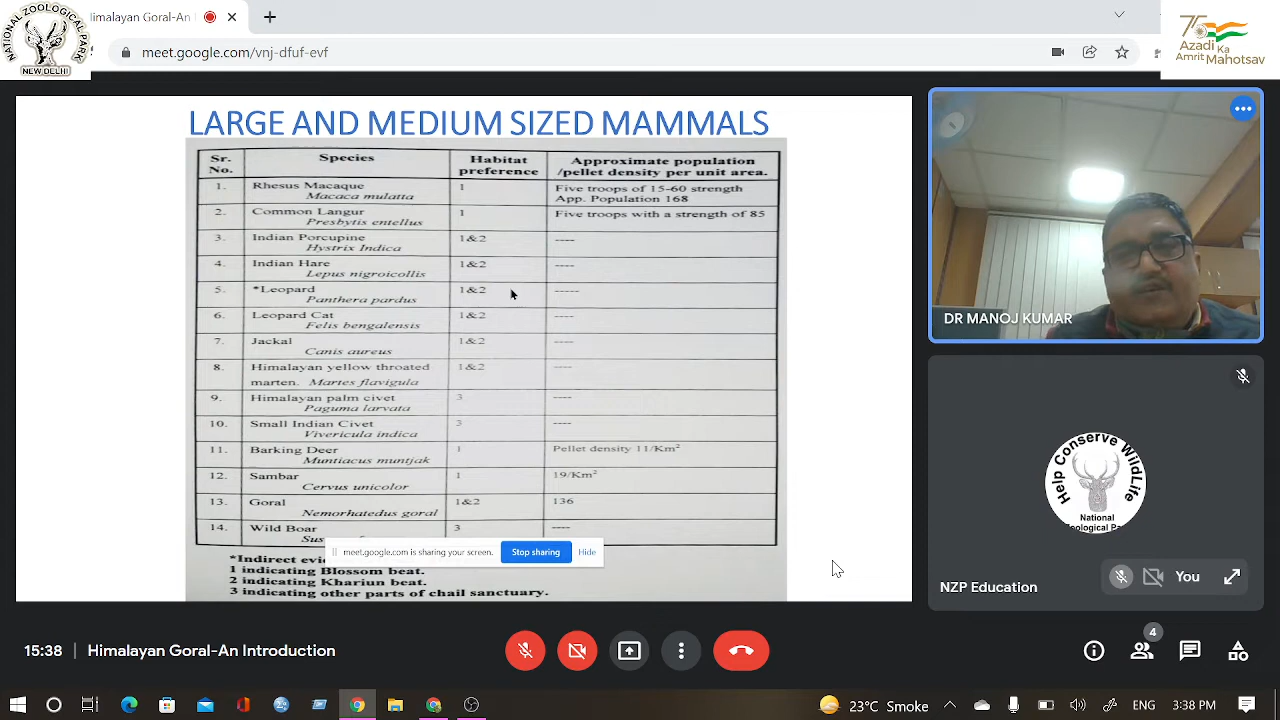 NATIONAL ZOOLOGICAL PARK
NEW DELHI
Himalayan Goral-An
meet.google.com/vnj-dfuf-evf
75
Azadi
Ka
Amrit
Mahotsav
LARGE AND MEDIUM SIZED MAMMALS
Sr. No. Species Habitat preference Approximate population /pellet density per unit area.
1. Rhesus Macaque 1 Five troops of 15-60 strength
Macaca mulatta App. Population 168
2. Common Langur 1 Five troops with a strength of 85
Presbytis entellus
3. Indian Porcupine 1&2 ----
Hystrix Indica
4. Indian Hare 1&2 ----
Lepus nigroicollis
5. *Leopard 1&2 -----
Panthera pardus
6. Leopard Cat 1&2 ----
Felis bengalensis
7. Jackal 1&2 ----
Canis aureus
8. Himalayan yellow throated 1&2 ----
marten. Martes flavigula
9. Himalayan palm civet 3 ----
Paguma larvata
10. Small Indian Civet 3 ----
Vivericula indica
11. Barking Deer 1 Pellet density 11/Km²
Muntiacus muntjak
12. Sambar 1 19/Km²
Cervus unicolor
13. Goral 1&2 136
Nemorhatedus goral
14. Wild Boar 3 ----
Sus
meet.google.com is sharing your screen. Stop sharing Hide
*Indirect
1 indicating Blossom beat.
2 indicating Khariun beat.
3 indicating other parts of chail sanctuary.
DR MANOJ KUMAR
Help Conserve Wildlife
National
Zoological Park
NZP Education
You
15:38 | Himalayan Goral-An Introduction
4
23°C Smoke
ENG
3:38 PM